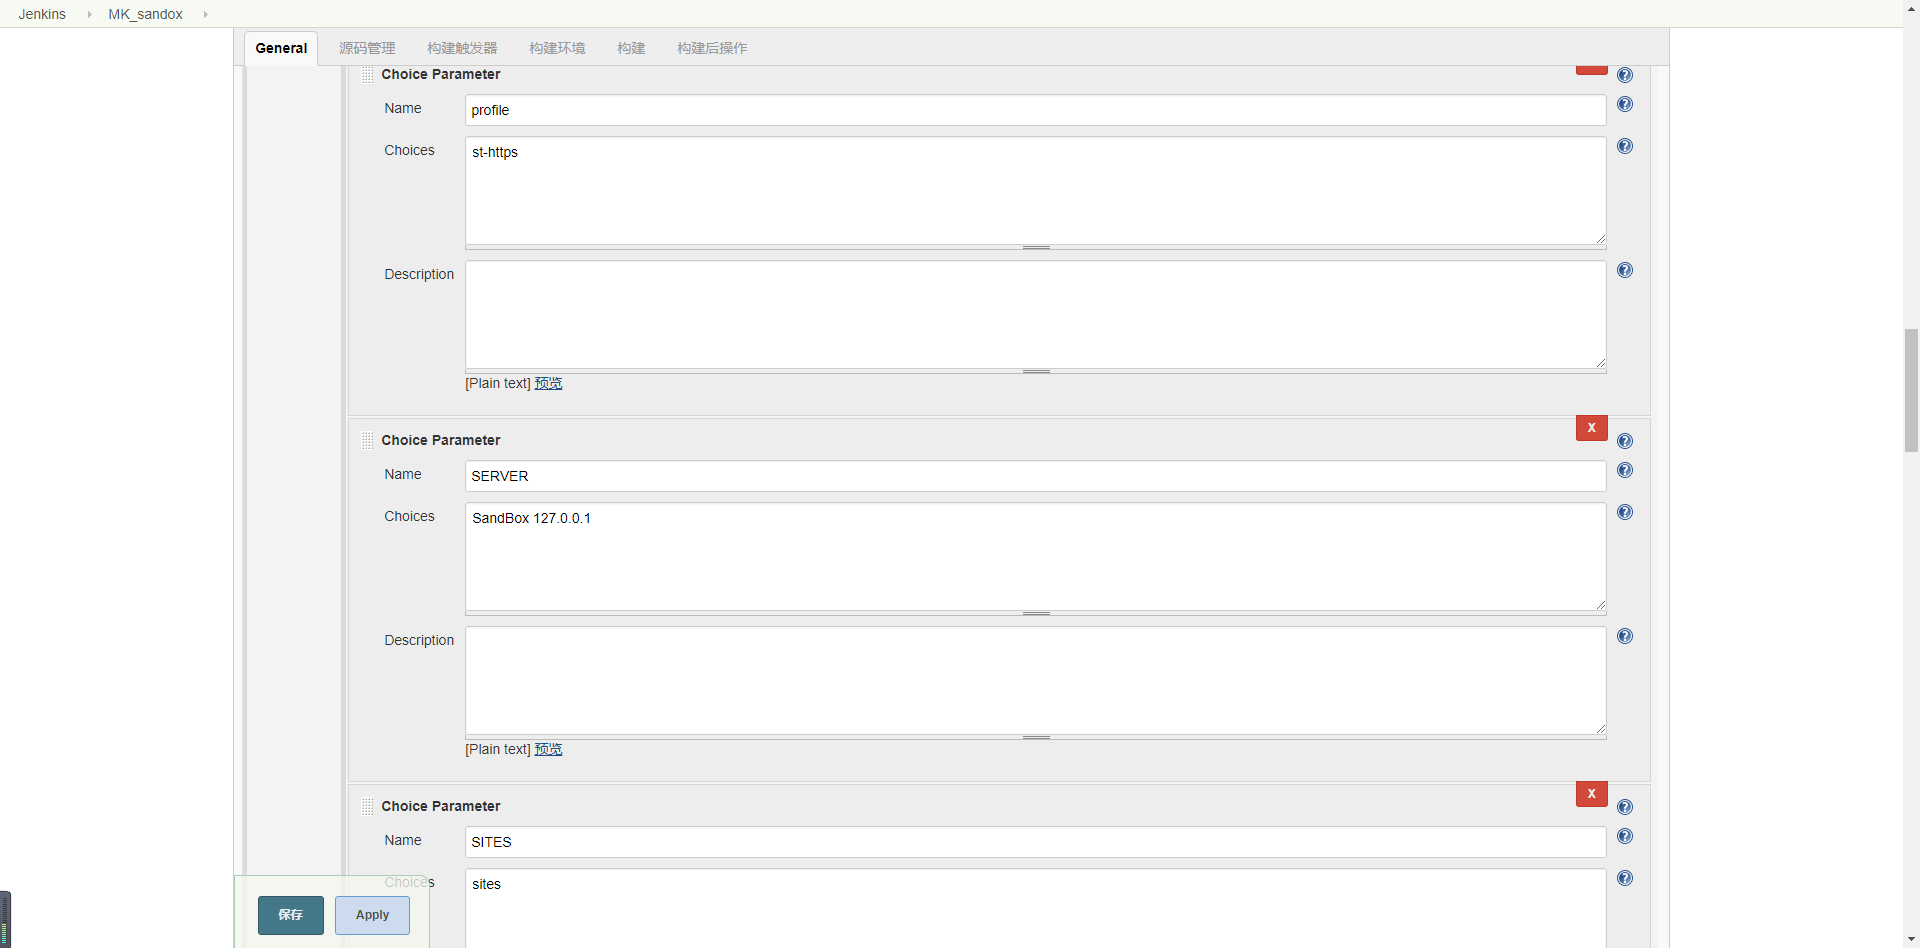 Jenkins MK_sandox
General 源码管理 构建触发器 构建环境 构建 构建后操作
Choice Parameter
Name profile
Choices st-https
Description
[Plain text] 预览
X
Choice Parameter
Name SERVER
Choices SandBox 127.0.0.1
Description
[Plain text] 预览
X
Choice Parameter
Name SITES
Choices sites
保存 Apply